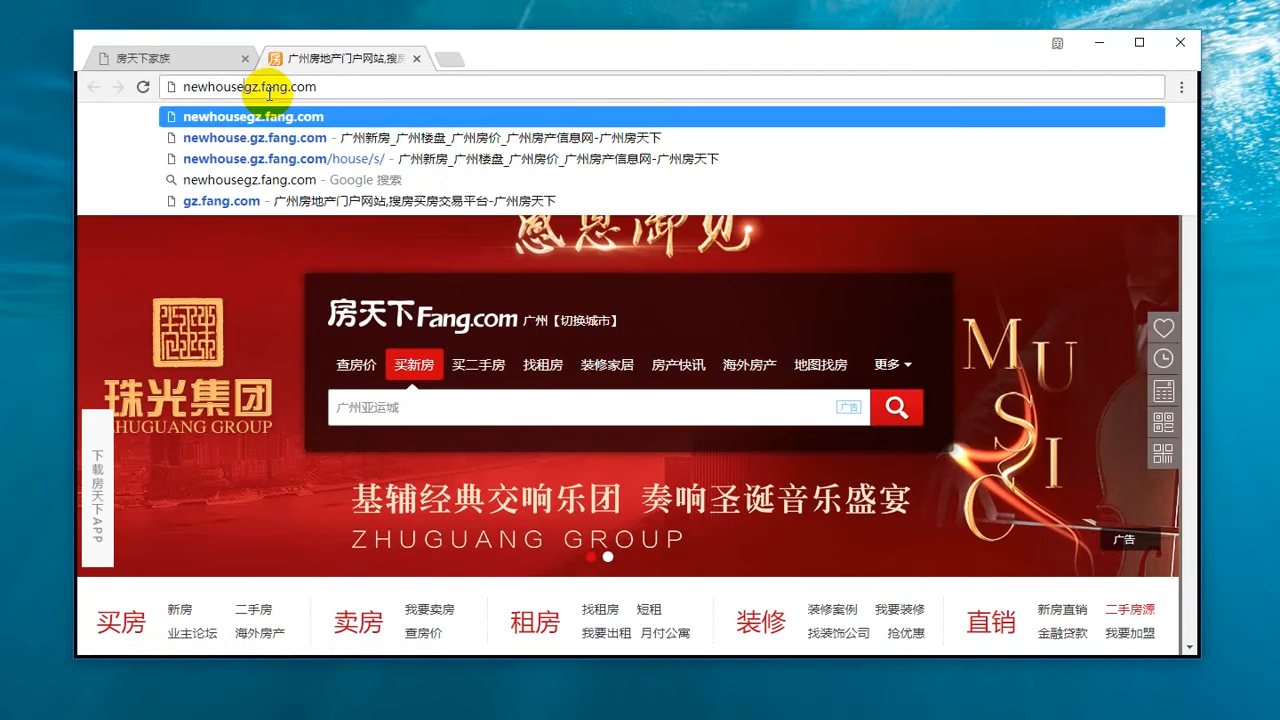 房天下家族
广州房地产门户网站,搜房
newhousegz.fang.com
newhousegz.fang.com
newhouse.gz.fang.com - 广州新房_广州楼盘_广州房价_广州房产信息网-广州房天下
newhouse.gz.fang.com/house/s/ - 广州新房_广州楼盘_广州房价_广州房产信息网-广州房天下
newhousegz.fang.com - Google 搜索
gz.fang.com - 广州房地产门户网站,搜房买房交易平台-广州房天下
珠光集团
ZHUGUANG GROUP
房天下Fang.com 广州【切换城市】
查房价 买新房 买二手房 找租房 装修家居 房产快讯 海外房产 地图找房 更多
广州亚运城 广告
MUSIC
下载房天下APP
基辅经典交响乐团 奏响圣诞音乐盛宴
ZHUGUANG GROUP
广告
买房 新房 二手房 业主论坛 海外房产
卖房 我要卖房 查房价
租房 找租房 短租 我要出租 月付公寓
装修 装修案例 我要装修 找装饰公司 抢优惠
直销 新房直销 二手房源 金融贷款 我要加盟